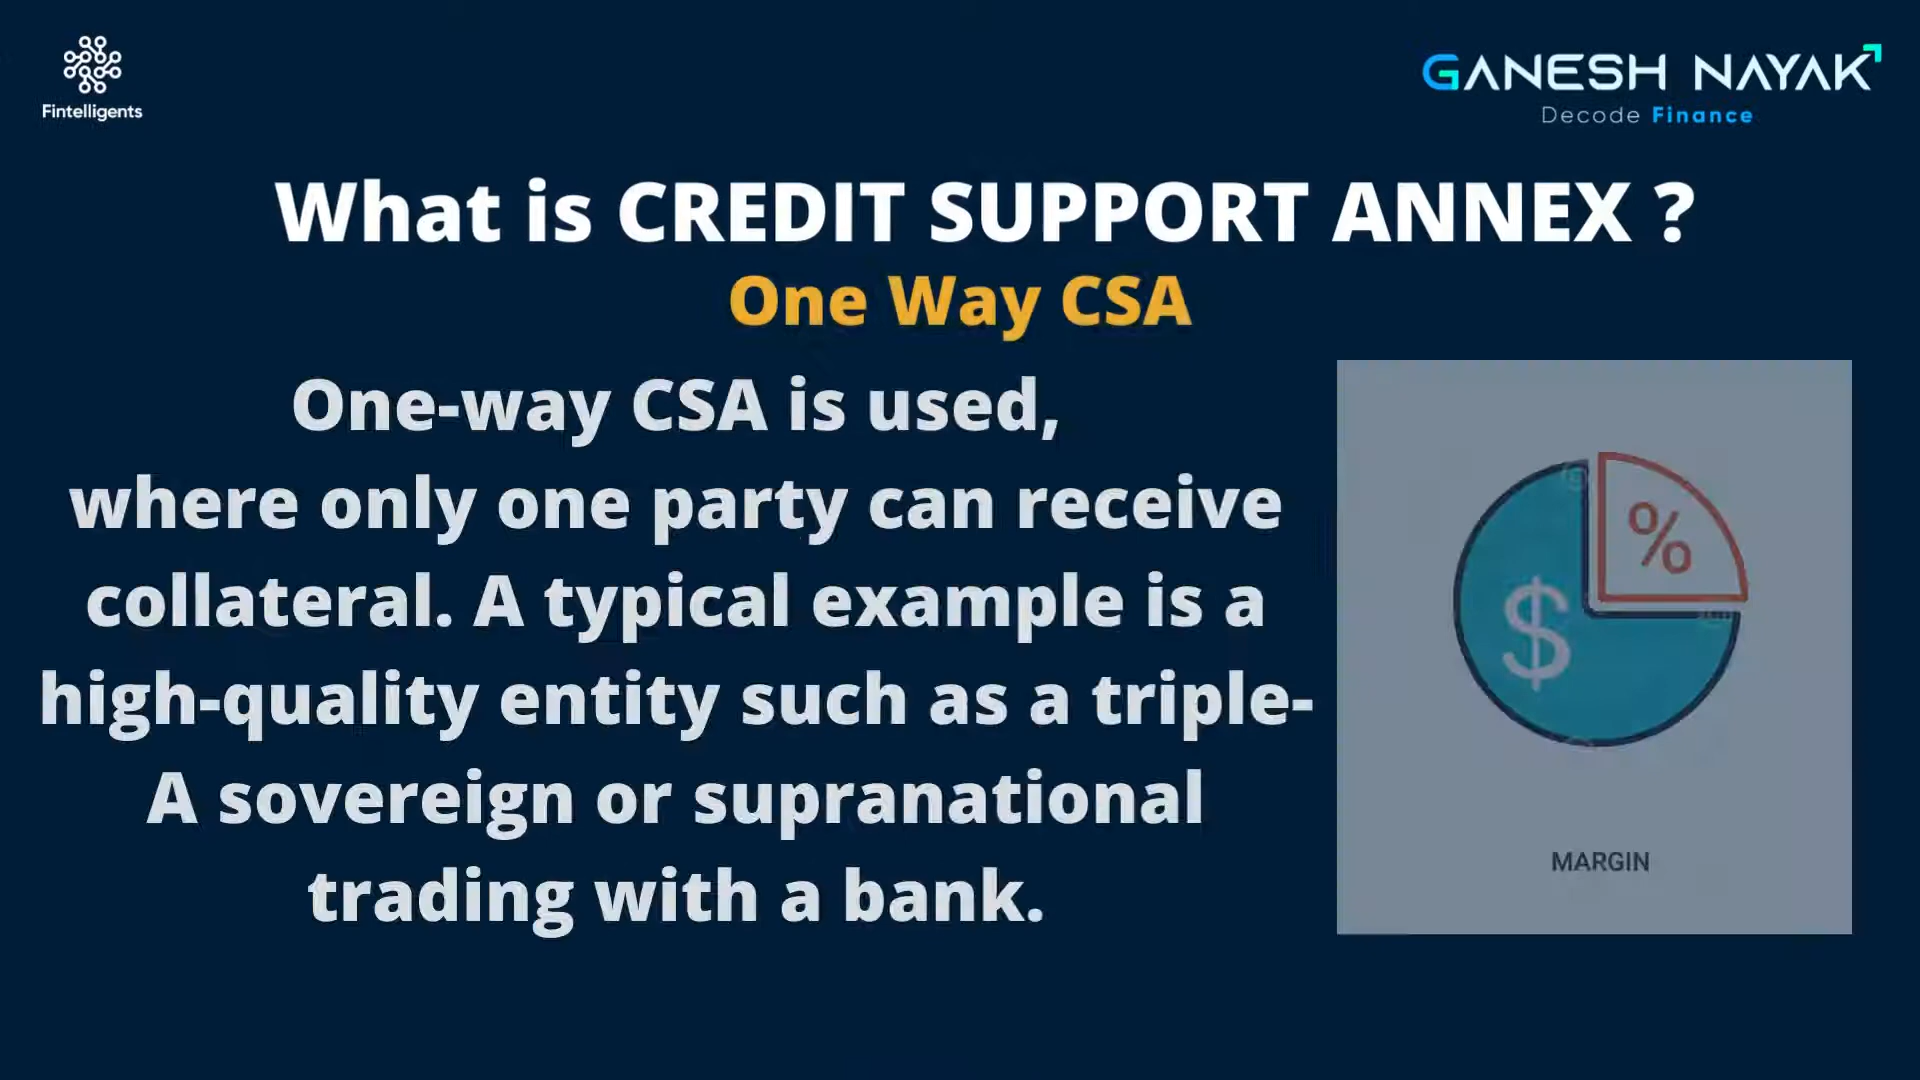 Fintelligents
GANESH NAYAK
Decode Finance
What is CREDIT SUPPORT ANNEX ?
One Way CSA
One-way CSA is used,
where only one party can receive
collateral. A typical example is a
high-quality entity such as a triple-
A sovereign or supranational
trading with a bank.
%
$
MARGIN